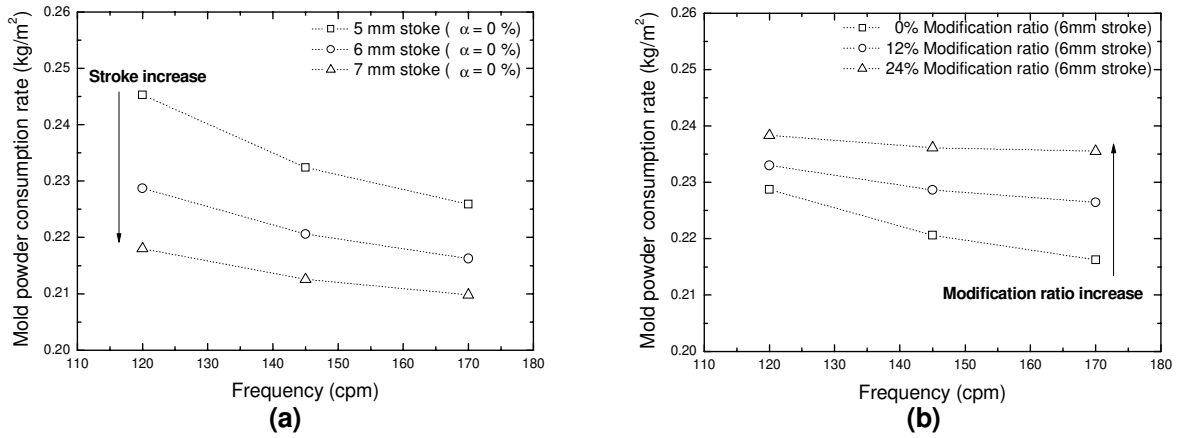 0.26
0.25
0.24
0.23
0.22
0.21
0.20
Mold powder consumption rate (kg/m²)
5 mm stoke ( α = 0 %)
6 mm stoke ( α = 0 %)
7 mm stoke ( α = 0 %)
Stroke increase
110 120 130 140 150 160 170 180
Frequency (cpm)
(a)
0.26
0.25
0.24
0.23
0.22
0.21
0.20
Mold powder consumption rate (kg/m²)
0% Modification ratio (6mm stroke)
12% Modification ratio (6mm stroke)
24% Modification ratio (6mm stroke)
Modification ratio increase
110 120 130 140 150 160 170 180
Frequency (cpm)
(b)